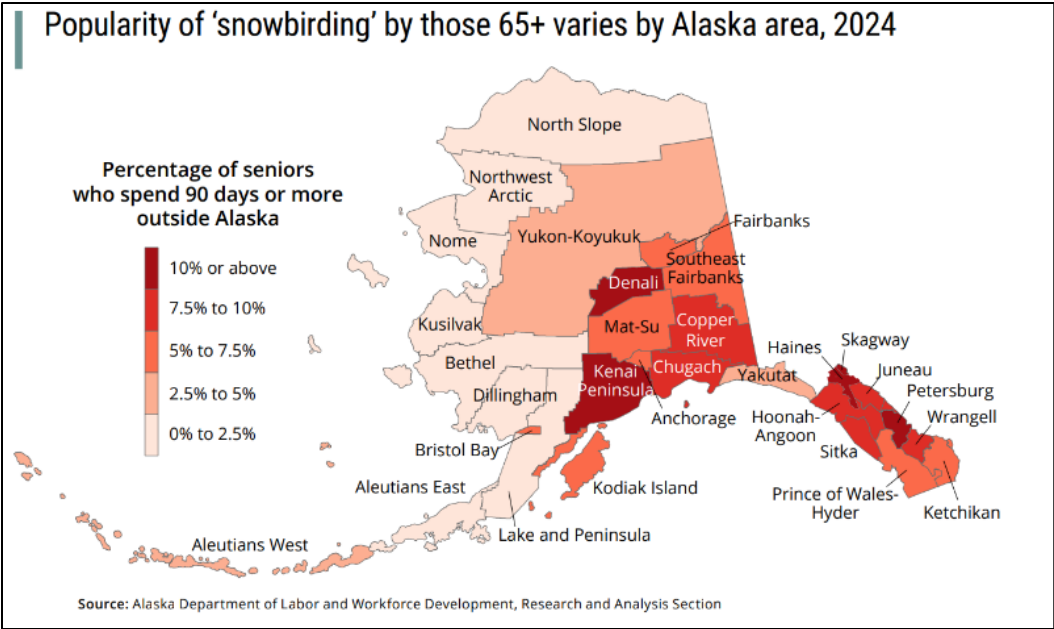 Popularity of ‘snowbirding’ by those 65+ varies by Alaska area, 2024
Percentage of seniors
who spend 90 days or more
outside Alaska
10% or above
7.5% to 10%
5% to 7.5%
2.5% to 5%
0% to 2.5%
North Slope
Northwest
Arctic
Nome
Yukon-Koyukuk
Fairbanks
Southeast
Fairbanks
Denali
Kusilvak
Mat-Su
Copper
River
Bethel
Kenai
Peninsula
Chugach
Yakutat
Haines
Skagway
Juneau
Petersburg
Wrangell
Dillingham
Anchorage
Hoonah-
Angoon
Sitka
Bristol Bay
Aleutians East
Kodiak Island
Prince of Wales-
Hyder
Ketchikan
Lake and Peninsula
Aleutians West
Source: Alaska Department of Labor and Workforce Development, Research and Analysis Section